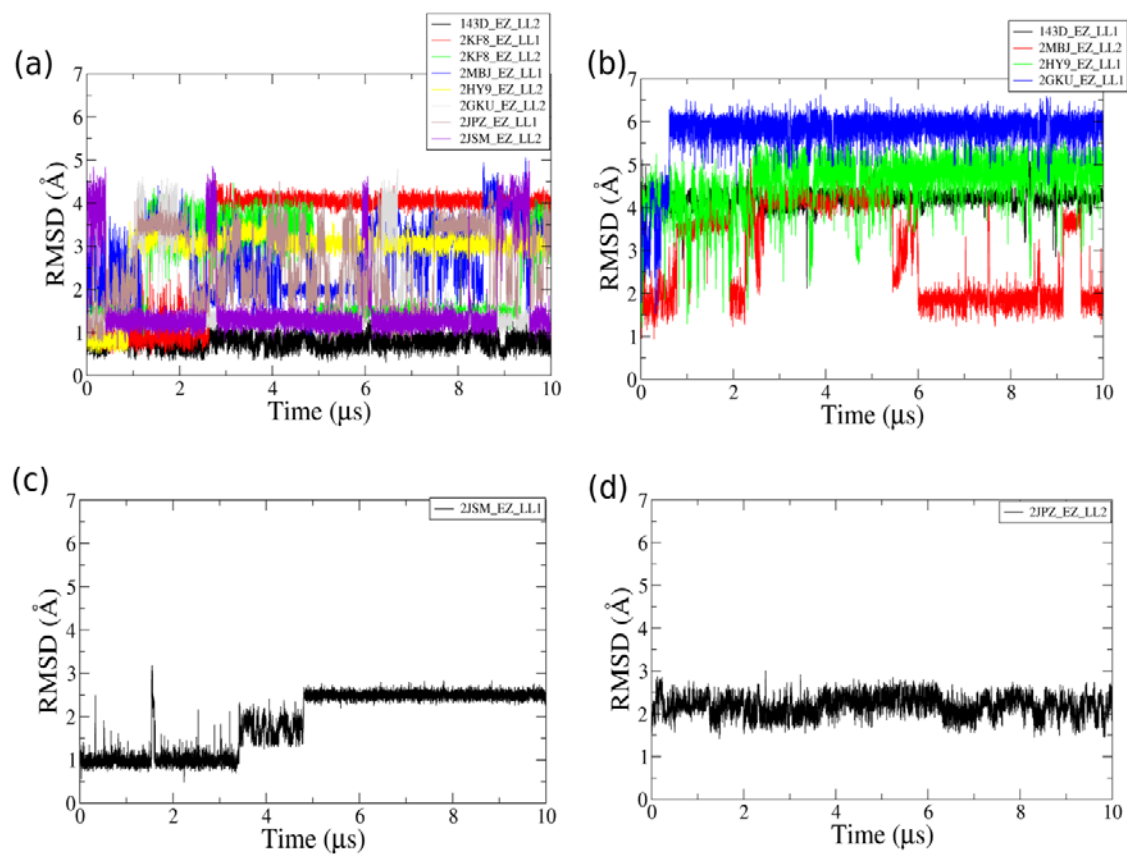 (a)
143D_EZ_LL2
2KF8_EZ_LL1
2KF8_EZ_LL2
2MBJ_EZ_LL1
2HY9_EZ_LL2
2GKU_EZ_LL2
2JPZ_EZ_LL1
2JSM_EZ_LL2
7
6
5
4
3
2
1
0
RMSD (Å)
0 2 4 6 8 10
Time (μs)
(b)
143D_EZ_LL1
2MBJ_EZ_LL2
2HY9_EZ_LL1
2GKU_EZ_LL1
7
6
5
4
3
2
1
0
RMSD (Å)
0 2 4 6 8 10
Time (μs)
(c)
2JSM_EZ_LL1
7
6
5
4
3
2
1
0
RMSD (Å)
0 2 4 6 8 10
Time (μs)
(d)
2JPZ_EZ_LL2
7
6
5
4
3
2
1
0
RMSD (Å)
0 2 4 6 8 10
Time (μs)